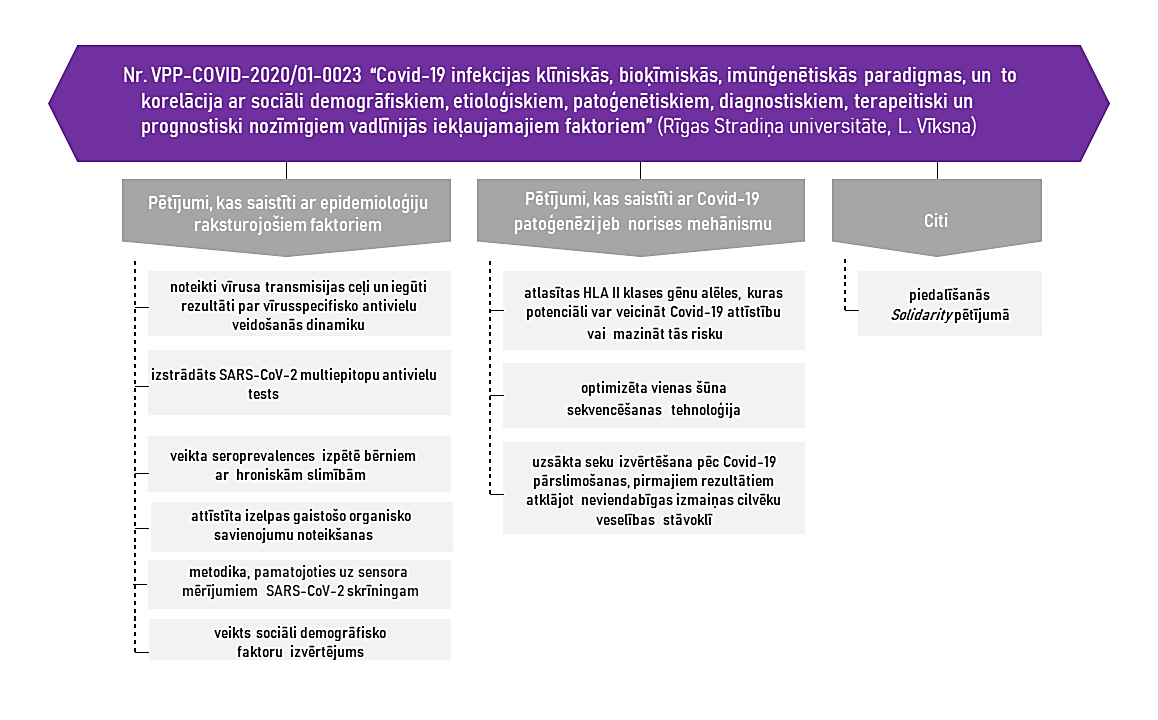 Nr. VPP-COVID-2020/01-0023 “Covid-19 infekcijas klīniskās, bioķīmiskās, imūnģenētiskās paradigmas, un to
korelācija ar sociāli demogrāfiskiem, etioloģiskiem, patoģenētiskiem, diagnostiskiem, terapeitiski un
prognostiski nozīmīgiem vadlīnijās iekļaujamajiem faktoriem” (Rīgas Stradiņa universitāte, L. Vīksna)
Pētījumi, kas saistīti ar epidemioloģiju
raksturojošiem faktoriem
noteikti vīrusa transmisijas ceļi un iegūti
rezultāti par vīrusspecifisko antivielu
veidošanās dinamiku
izstrādāts SARS-CoV-2 multiepitopu antivielu
tests
veikta seroprevalences izpētē bērniem
ar hroniskām slimībām
attīstīta izelpas gaistošo organisko
savienojumu noteikšanas
metodika, pamatojoties uz sensora
mērījumiem SARS-CoV-2 skrīningam
veikts sociāli demogrāfisko
faktoru izvērtējums
Pētījumi, kas saistīti ar Covid-19
patoģenēzi jeb norises mehānismu
atlasītas HLA II klases gēnu alēles, kuras
potenciāli var veicināt Covid-19 attīstību
vai mazināt tās risku
optimizēta vienas šūna
sekvencēšanas tehnoloģija
uzsākta seku izvērtēšana pēc Covid-19
pārslimošanas, pirmajiem rezultātiem
atklājot neviendabīgas izmaiņas cilvēku
veselības stāvoklī
Citi
piedalīšanās
Solidarity pētījumā